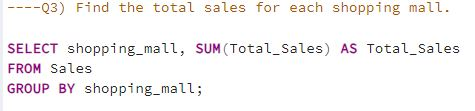 ----Q3) Find the total sales for each shopping mall.
SELECT shopping_mall, SUM(Total_Sales) AS Total_Sales
FROM Sales
GROUP BY shopping_mall;